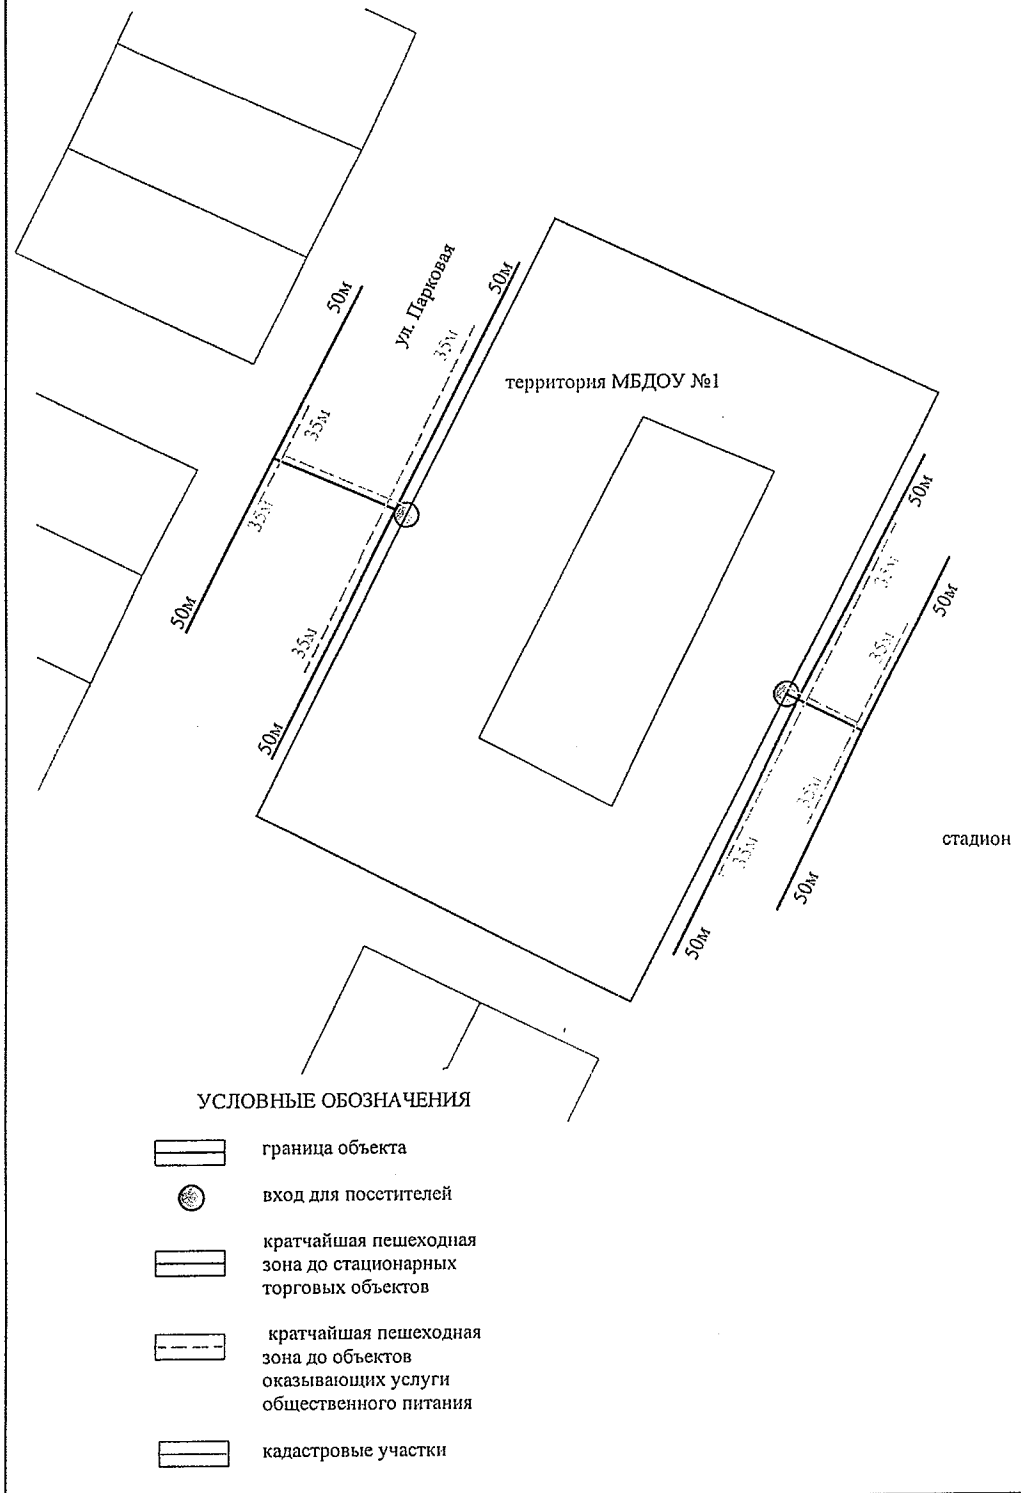 50м
ул. Парковая
50м
35м
территория МБДОУ №1
35м
35м
50м
35м
50м
50м
35м
50м
35м
35м
35м
50м
50м
стадион
УСЛОВНЫЕ ОБОЗНАЧЕНИЯ
граница объекта
вход для посетителей
кратчайшая пешеходная
зона до стационарных
торговых объектов
кратчайшая пешеходная
зона до объектов
оказывающих услуги
общественного питания
кадастровые участки